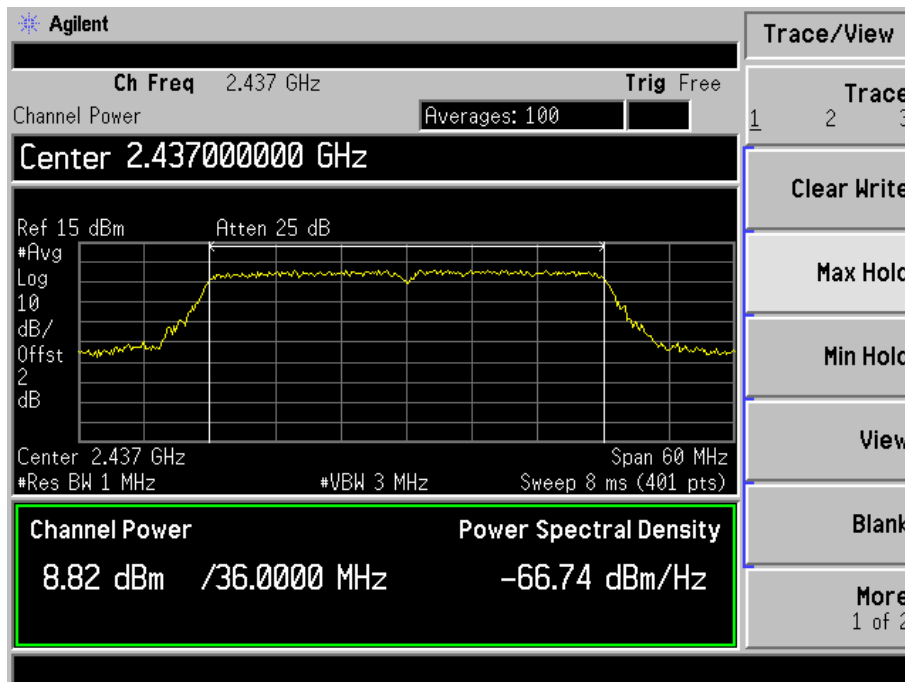 Agilent
Trace/View
Ch Freq 2.437 GHz Trig Free
Channel Power Averages: 100
Center 2.437000000 GHz
Ref 15 dBm Atten 25 dB
#Avg
Log
10
dB/
Offst
2
dB
Center 2.437 GHz Span 60 MHz
#Res BW 1 MHz #VBW 3 MHz Sweep 8 ms (401 pts)
Channel Power Power Spectral Density
8.82 dBm /36.0000 MHz -66.74 dBm/Hz
Trace
1 2 3
Clear Write
Max Hold
Min Hold
View
Blank
More
1 of 2